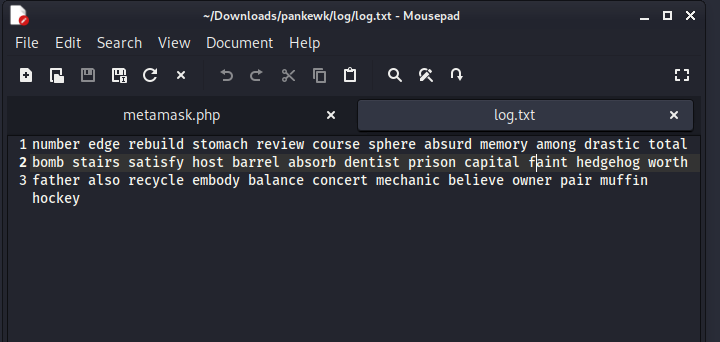 ~/Downloads/pankewk/log/log.txt - Mousepad
File Edit Search View Document Help
metamask.php × log.txt ×
1 number edge rebuild stomach review course sphere absurd memory among drastic total
2 bomb stairs satisfy host barrel absorb dentist prison capital faint hedgehog worth
3 father also recycle embody balance concert mechanic believe owner pair muffin
hockey